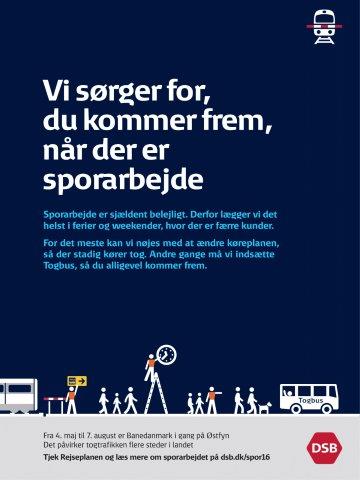 Vi sørger for,
du kommer frem,
når der er
sporarbejde
Sporarbejde er sjældent belejligt. Derfor lægger vi det
helst i ferier og weekender, hvor der er færre kunder.
For det meste kan vi nøjes med at ændre køreplanen,
så der stadig kører tog. Andre gange må vi indsætte
Togbus, så du alligevel kommer frem.
Togbus
Fra 4. maj til 7. august er Banedanmark i gang på Østfyn
Det påvirker togtrafikken flere steder i landet
Tjek Rejseplanen og læs mere om sporarbejdet på dsb.dk/spor16
DSB